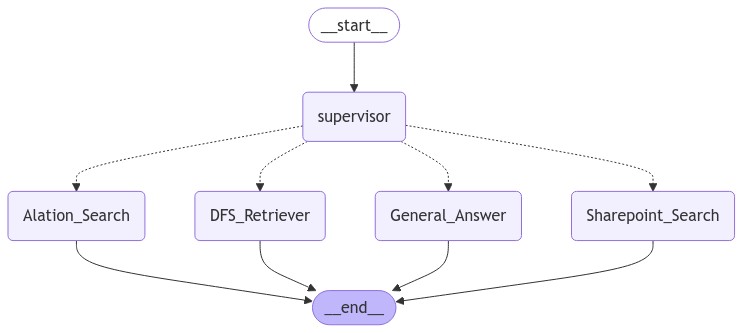 __start__
supervisor
Alation_Search
DFS_Retriever
General_Answer
Sharepoint_Search
__end__